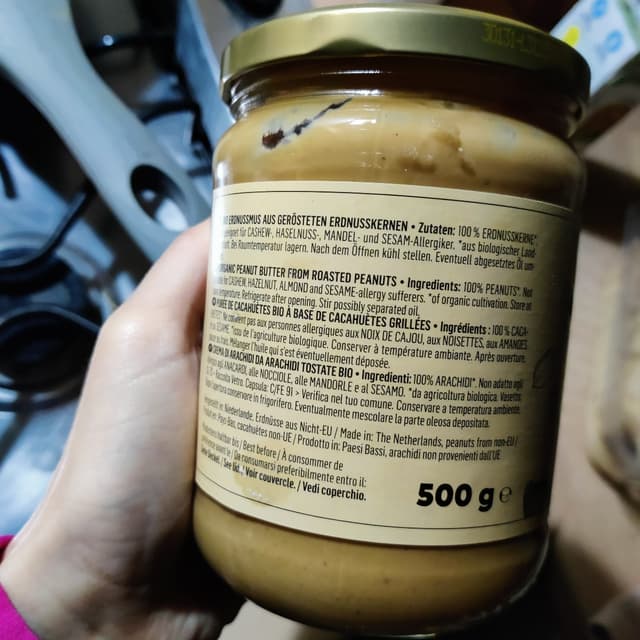 ERDNUSSMUS AUS GERÖSTETEN ERDNUSSKERNEN • Zutaten: 100 % ERDNUSSKERNE*.
für CASHEW-, HASELNUSS-, MANDEL- und SESAM-Allergiker. *aus biologischer Land-
Bei Raumtemperatur lagern. Nach dem Öffnen kühl stellen. Eventuell abgesetztes Öl um-
ORGANIC PEANUT BUTTER FROM ROASTED PEANUTS • Ingredients: 100% PEANUTS*. Not
CASHEW, HAZELNUT, ALMOND and SESAME-allergy sufferers. *of organic cultivation. Store at
temperature. Refrigerate after opening. Stir possibly separated oil.
PURÉE DE CACAHUÈTES BIO À BASE DE CACAHUÈTES GRILLÉES • Ingrédients : 100 % CACA-
Ne convient pas aux personnes allergiques aux NOIX DE CAJOU, aux NOISETTES, aux AMANDES
SÉSAME. *issu de l'agriculture biologique. Conserver à température ambiante. Après ouverture,
au frais. Mélanger l'huile qui s'est éventuellement déposée.
CREMA DI ARACHIDI DA ARACHIDI TOSTATE BIO • Ingredienti: 100% ARACHIDI*. Non adatto agli
ANACARDI, alle NOCCIOLE, alle MANDORLE e al SESAMO. *da agricoltura biologica. Vasetto:
Raccolta Vetro. Capsula: C/FE 91 > Verifica nel tuo comune. Conservare a temperatura ambiente.
conservare in frigorifero. Eventualmente mescolare la parte oleosa depositata.
Niederlande, Erdnüsse aus Nicht-EU / Made in: The Netherlands, peanuts from non-EU /
Pays-Bas, cacahuètes non-UE / Prodotto in: Paesi Bassi, arachidi non provenienti dall'UE.
haltbar bis / Best before / À consommer de
Da consumarsi preferibilmente entro il:
See lid. / Voir couvercle. / Vedi coperchio.
500 g e